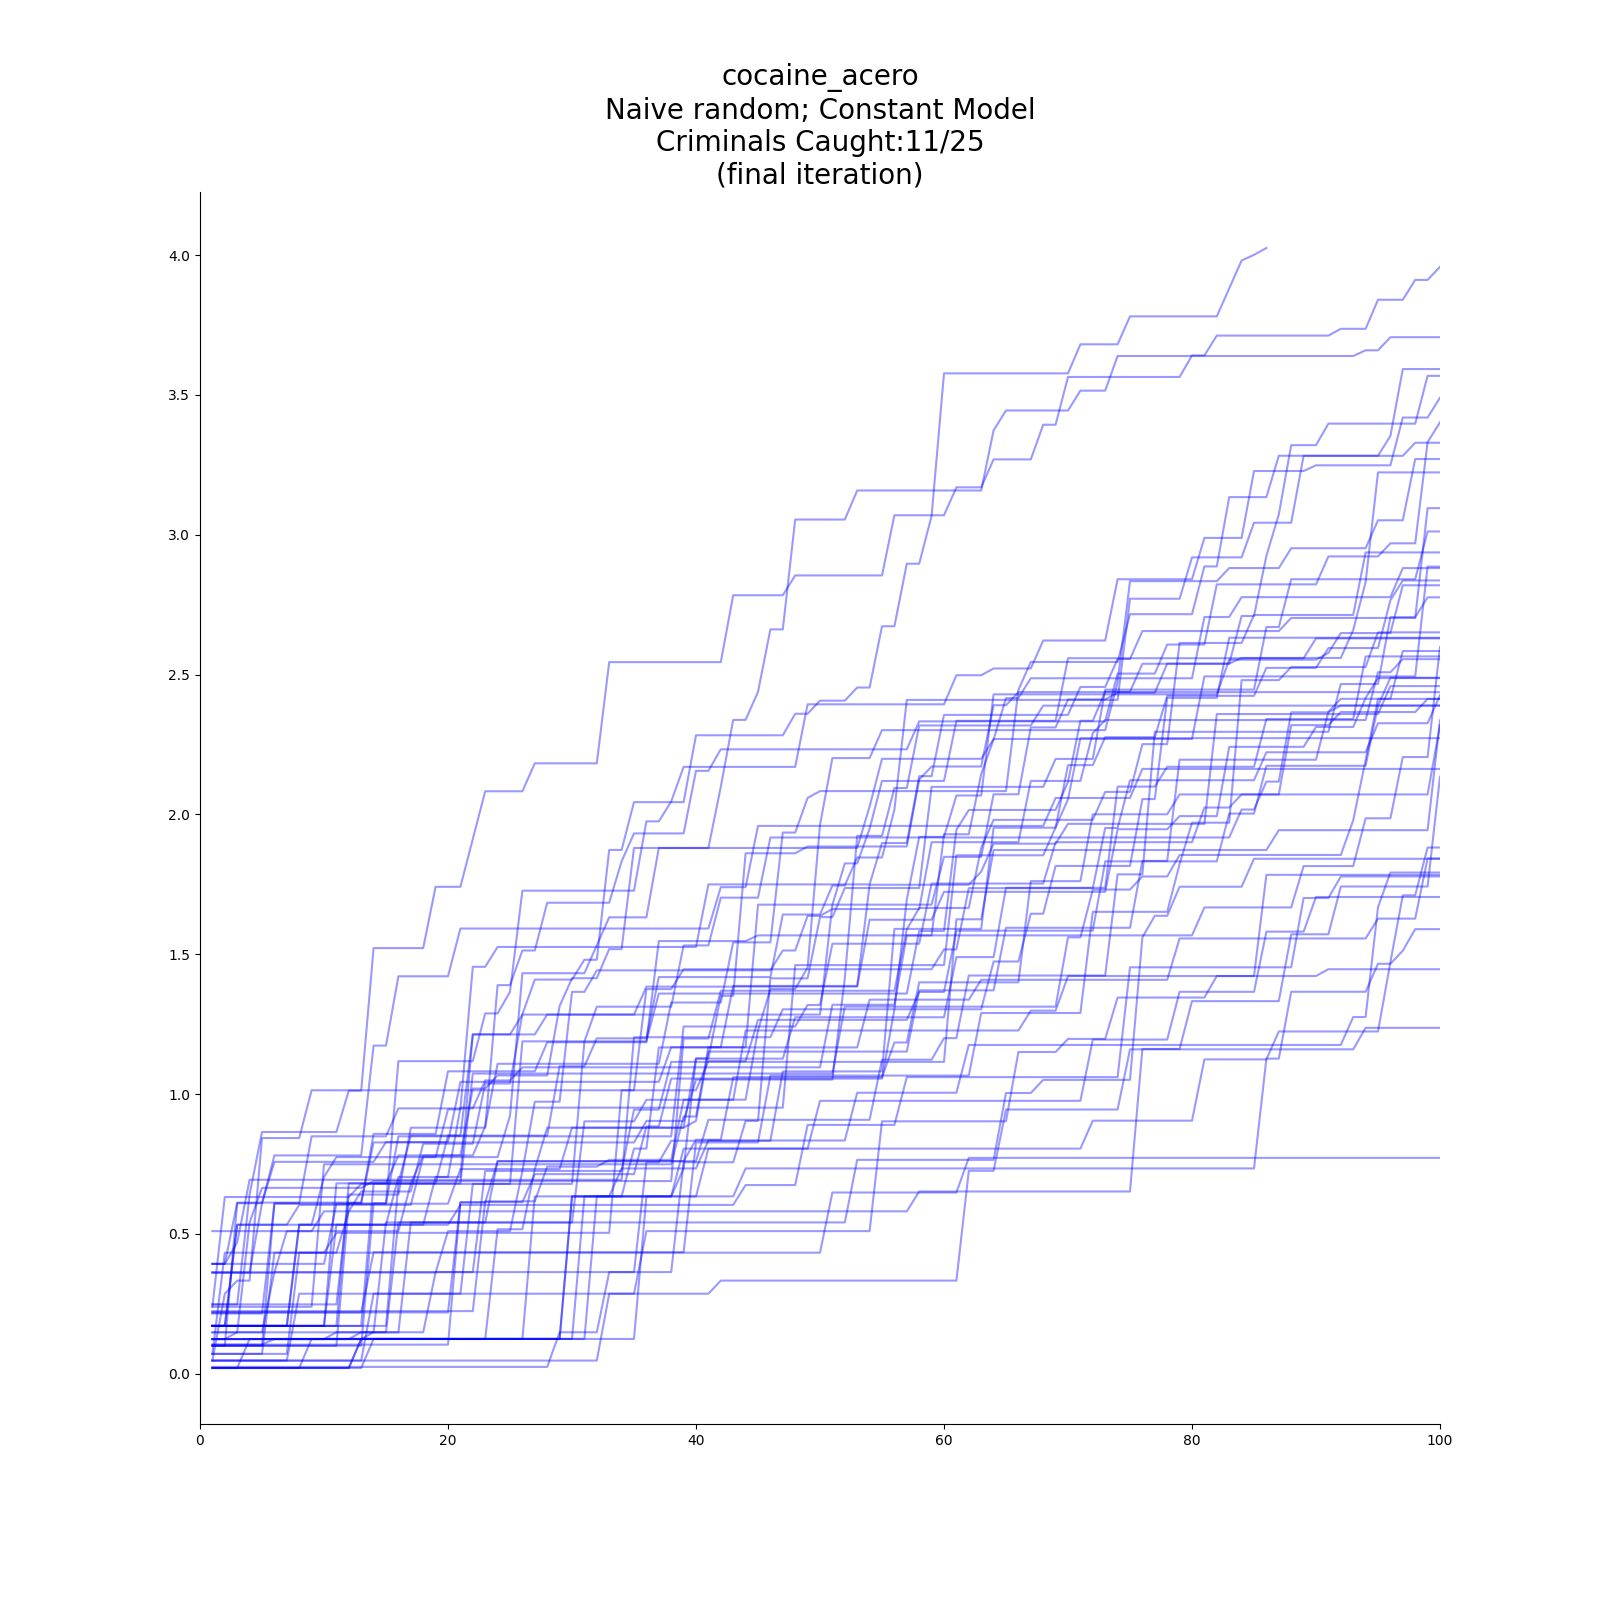 cocaine_acero
Naive random; Constant Model
Criminals Caught:11/25
(final iteration)
4.0
3.5
3.0
2.5
2.0
1.5
1.0
0.5
0.0
0 20 40 60 80 100